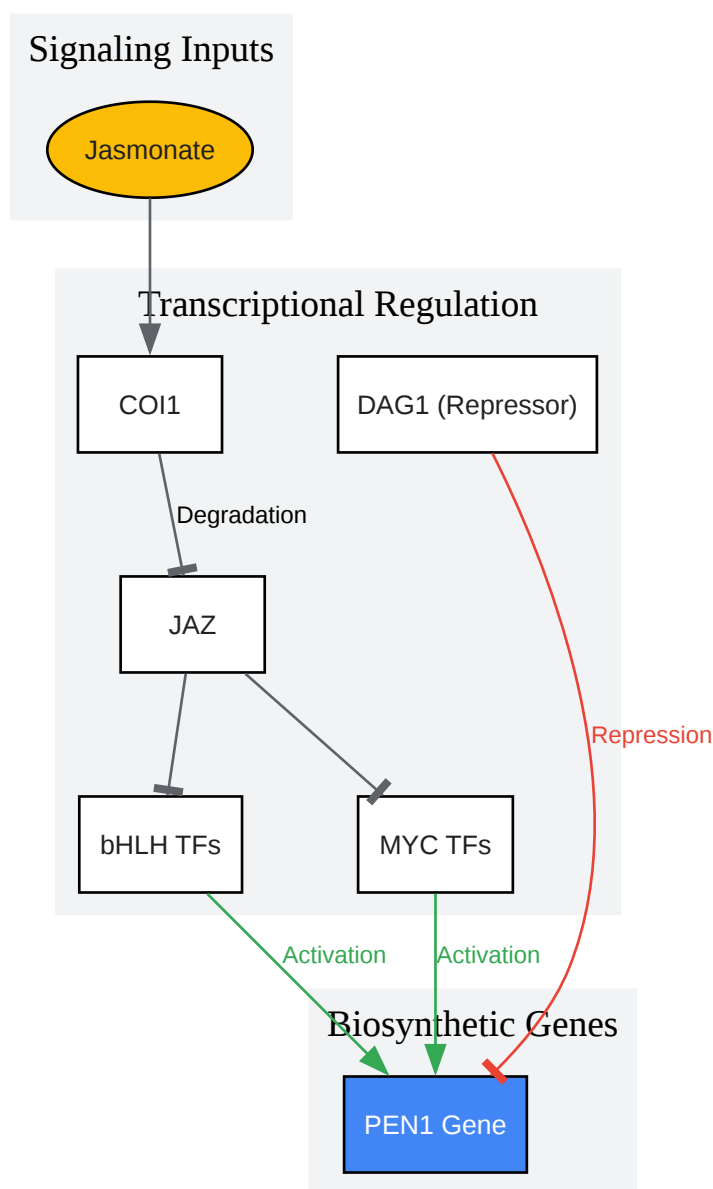 Signaling Inputs
Jasmonate
Transcriptional Regulation
COI1
DAG1 (Repressor)
Degradation
JAZ
Repression
bHLH TFs
MYC TFs
Activation
Activation
Biosynthetic Genes
PEN1 Gene